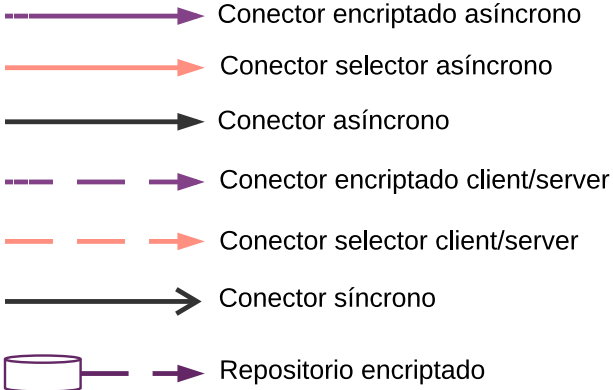 Conector encriptado asíncrono
Conector selector asíncrono
Conector asíncrono
Conector encriptado client/server
Conector selector client/server
Conector síncrono
Repositorio encriptado